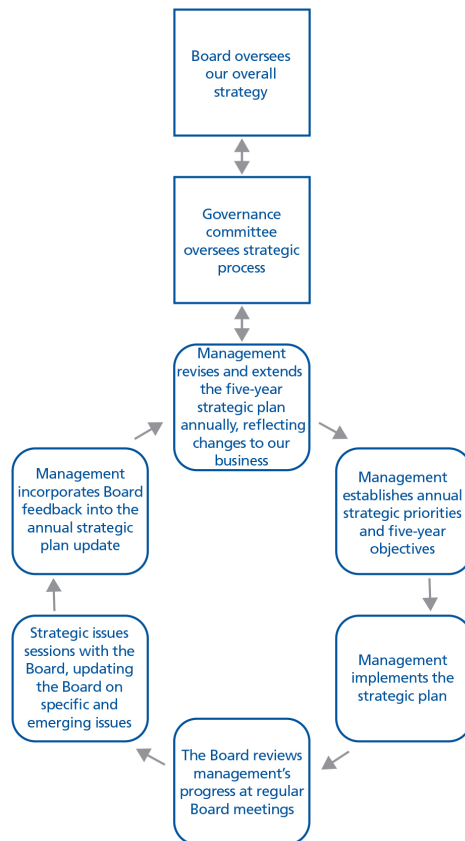 Board oversees
our overall
strategy
Governance
committee
oversees strategic
process
Management
revises and extends
the five-year
strategic plan
annually, reflecting
changes to our
business
Management
establishes annual
strategic priorities
and five-year
objectives
Management
implements the
strategic plan
The Board reviews
management’s
progress at regular
Board meetings
Strategic issues
sessions with the
Board, updating
the Board on
specific and
emerging issues
Management
incorporates Board
feedback into the
annual strategic
plan update